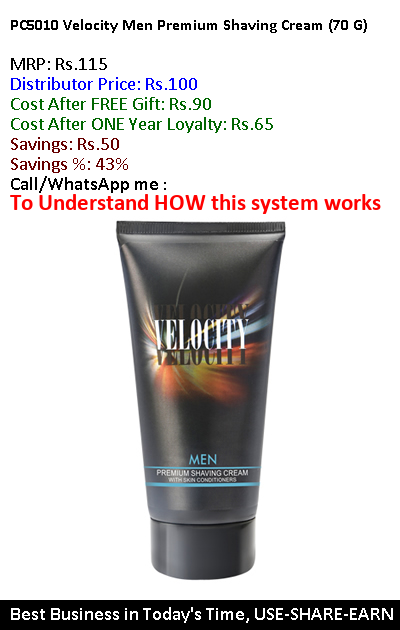 PC5010 Velocity Men Premium Shaving Cream (70 G)
MRP: Rs.115
Distributor Price: Rs.100
Cost After FREE Gift: Rs.90
Cost After ONE Year Loyalty: Rs.65
Savings: Rs.50
Savings %: 43%
Call/WhatsApp me :
To Understand HOW this system works
VELOCITY
VELOCITY
VELOCITY
MEN
PREMIUM SHAVING CREAM
WITH SKIN CONDITIONERS
Best Business in Today's Time, USE-SHARE-EARN